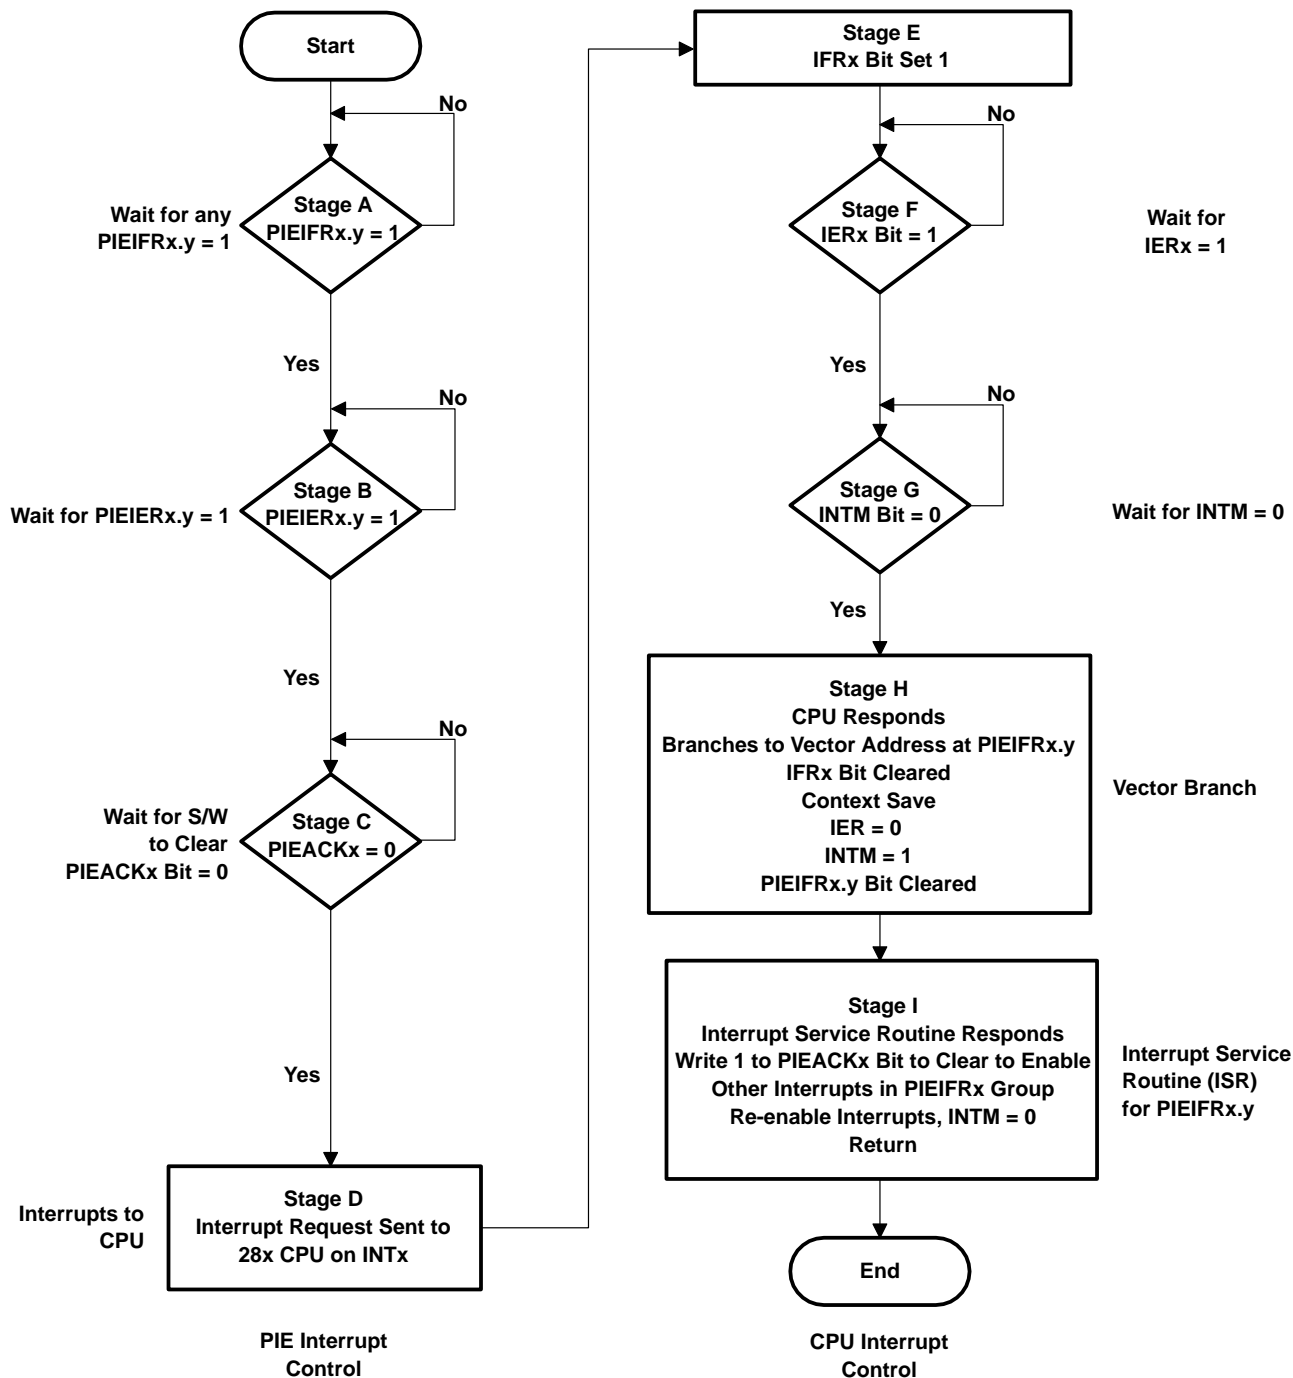 Start
No
Stage A
PIEIFRx.y = 1
Wait for any
PIEIFRx.y = 1
Yes
No
Stage B
PIEIERx.y = 1
Wait for PIEIERx.y = 1
Yes
No
Stage C
PIEACKx = 0
Wait for S/W
to Clear
PIEACKx Bit = 0
Yes
Stage D
Interrupt Request Sent to
28x CPU on INTx
Interrupts to
CPU
PIE Interrupt
Control
Stage E
IFRx Bit Set 1
No
Stage F
IERx Bit = 1
Wait for
IERx = 1
Yes
No
Stage G
INTM Bit = 0
Wait for INTM = 0
Yes
Stage H
CPU Responds
Branches to Vector Address at PIEIFRx.y
IFRx Bit Cleared
Context Save
IER = 0
INTM = 1
PIEIFRx.y Bit Cleared
Vector Branch
Stage I
Interrupt Service Routine Responds
Write 1 to PIEACKx Bit to Clear to Enable
Other Interrupts in PIEIFRx Group
Re-enable Interrupts, INTM = 0
Return
Interrupt Service
Routine (ISR)
for PIEIFRx.y
End
CPU Interrupt
Control